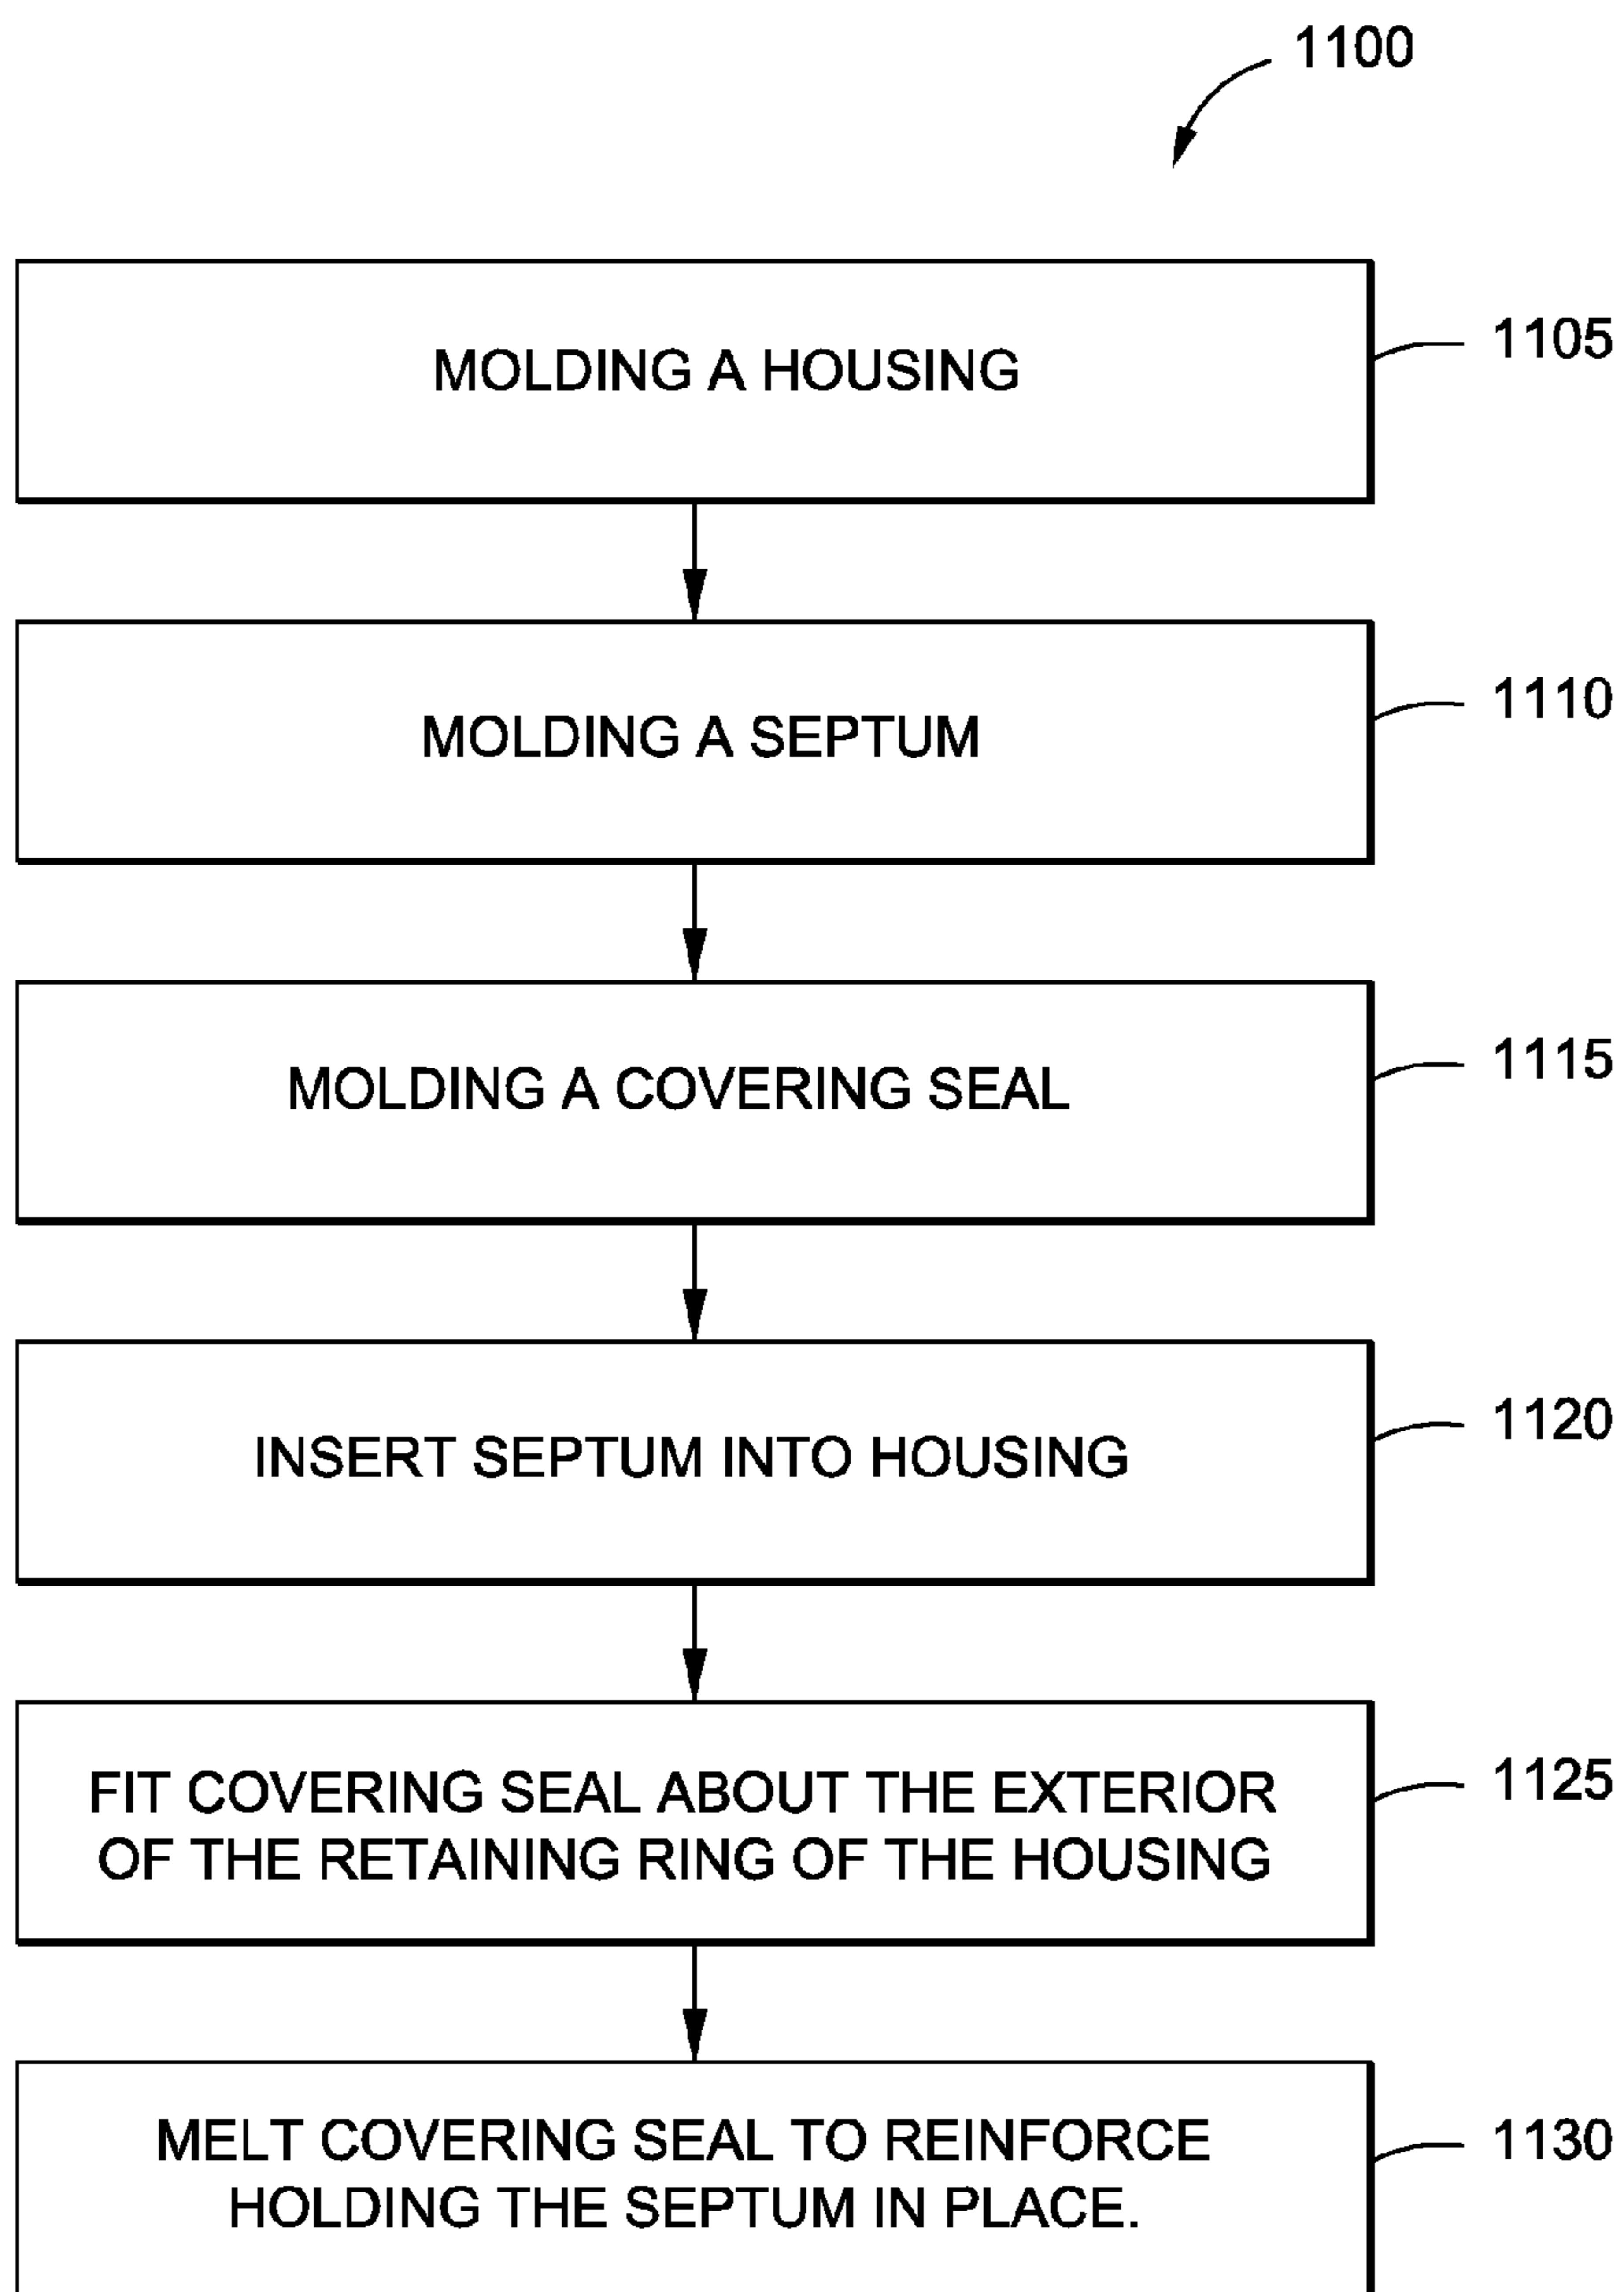 1100
MOLDING A HOUSING
1105
MOLDING A SEPTUM
1110
MOLDING A COVERING SEAL
1115
INSERT SEPTUM INTO HOUSING
1120
FIT COVERING SEAL ABOUT THE EXTERIOR
OF THE RETAINING RING OF THE HOUSING
1125
MELT COVERING SEAL TO REINFORCE
HOLDING THE SEPTUM IN PLACE.
1130